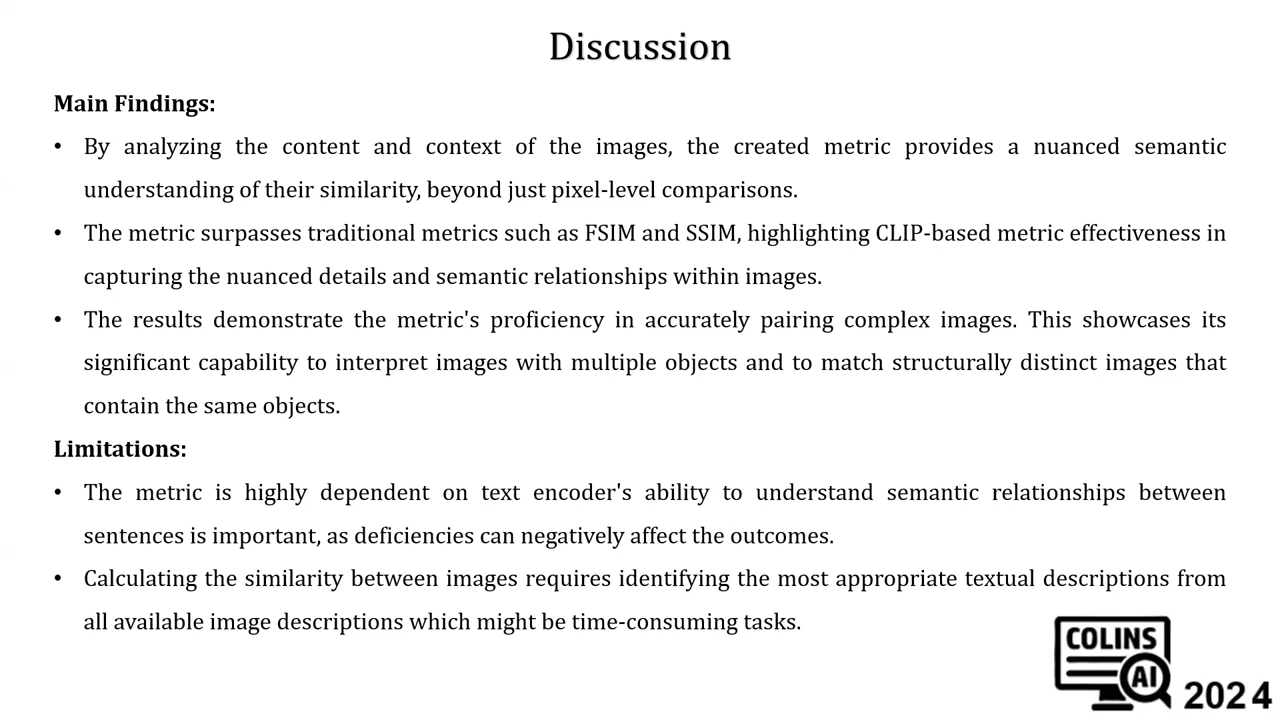 Discussion
Main Findings:
• By analyzing the content and context of the images, the created metric provides a nuanced semantic
understanding of their similarity, beyond just pixel-level comparisons.
• The metric surpasses traditional metrics such as FSIM and SSIM, highlighting CLIP-based metric effectiveness in
capturing the nuanced details and semantic relationships within images.
• The results demonstrate the metric's proficiency in accurately pairing complex images. This showcases its
significant capability to interpret images with multiple objects and to match structurally distinct images that
contain the same objects.
Limitations:
• The metric is highly dependent on text encoder's ability to understand semantic relationships between
sentences is important, as deficiencies can negatively affect the outcomes.
• Calculating the similarity between images requires identifying the most appropriate textual descriptions from
all available image descriptions which might be time-consuming tasks.
COLINS
AI
2024